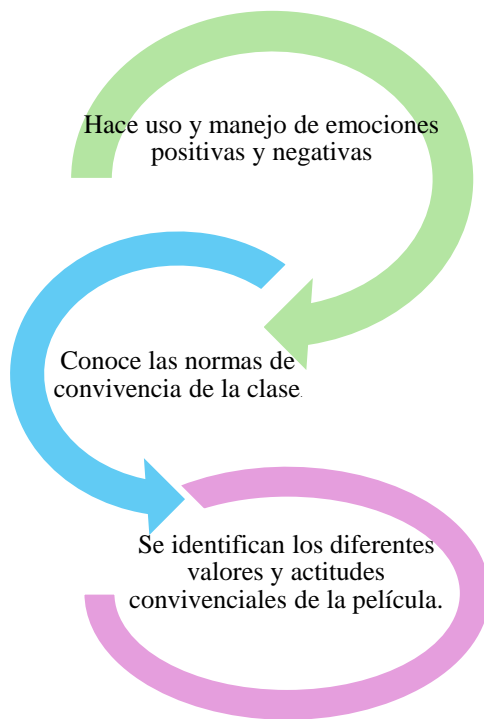 Hace uso y manejo de emociones
positivas y negativas
Conoce las normas de
convivencia de la clase.
Se identifican los diferentes
valores y actitudes
convivenciales de la película.